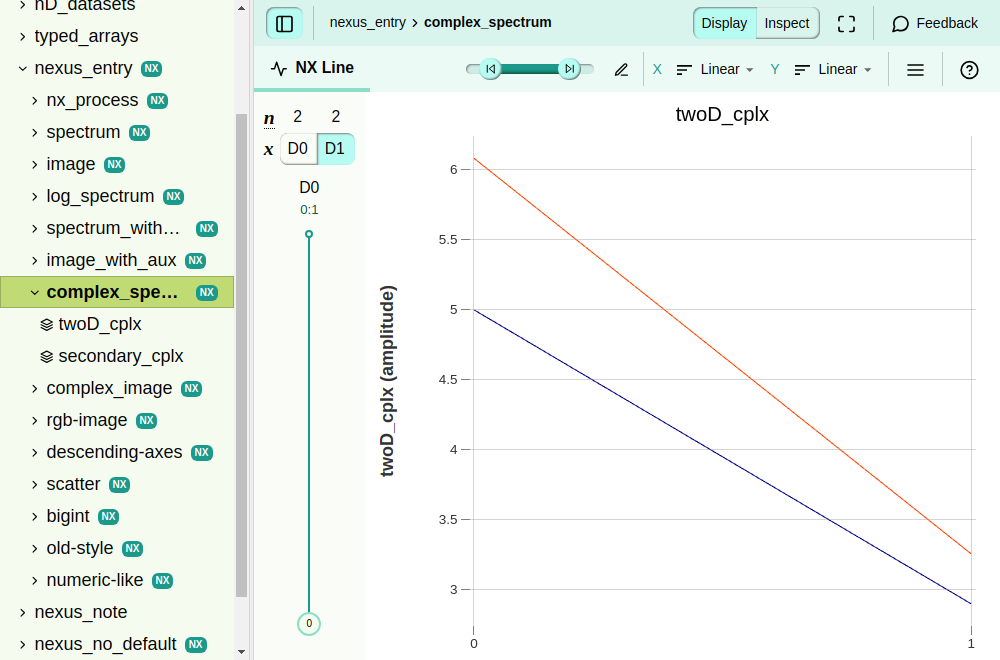 nD_datasets
typed_arrays
nexus_entry NX
nx_process NX
spectrum NX
image NX
log_spectrum NX
spectrum_with… NX
image_with_aux NX
complex_spe… NX
twoD_cplx
secondary_cplx
complex_image NX
rgb-image NX
descending-axes NX
scatter NX
bigint NX
old-style NX
numeric-like NX
nexus_note
nexus_no_default NX
nexus_entry › complex_spectrum
Display Inspect
Feedback
NX Line
X Linear
Y Linear
n 2 2
x D0 D1
D0
0:1
0
twoD_cplx
twoD_cplx (amplitude)
6
5.5
5
4.5
4
3.5
3
0 1